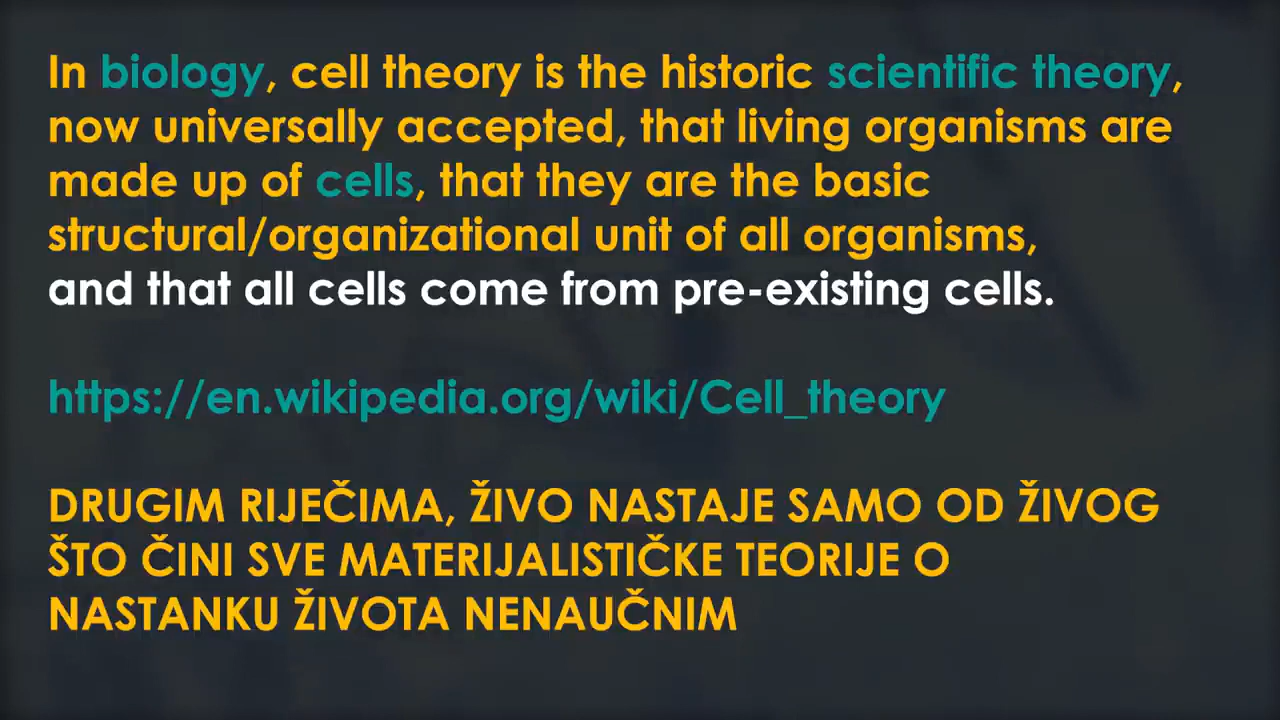 In biology, cell theory is the historic scientific theory,
now universally accepted, that living organisms are
made up of cells, that they are the basic
structural/organizational unit of all organisms,
and that all cells come from pre-existing cells.
https://en.wikipedia.org/wiki/Cell_theory
DRUGIM RIJEČIMA, ŽIVO NASTAJE SAMO OD ŽIVOG
ŠTO ČINI SVE MATERIJALISTIČKE TEORIJE O
NASTANKU ŽIVOTA NENAUČNIM